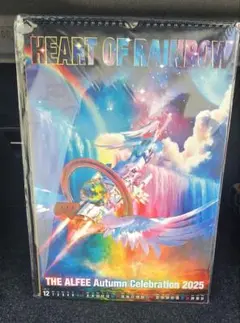 HEART OF RAINBOW
THE ALFEE Autumn Celebration 2025
12